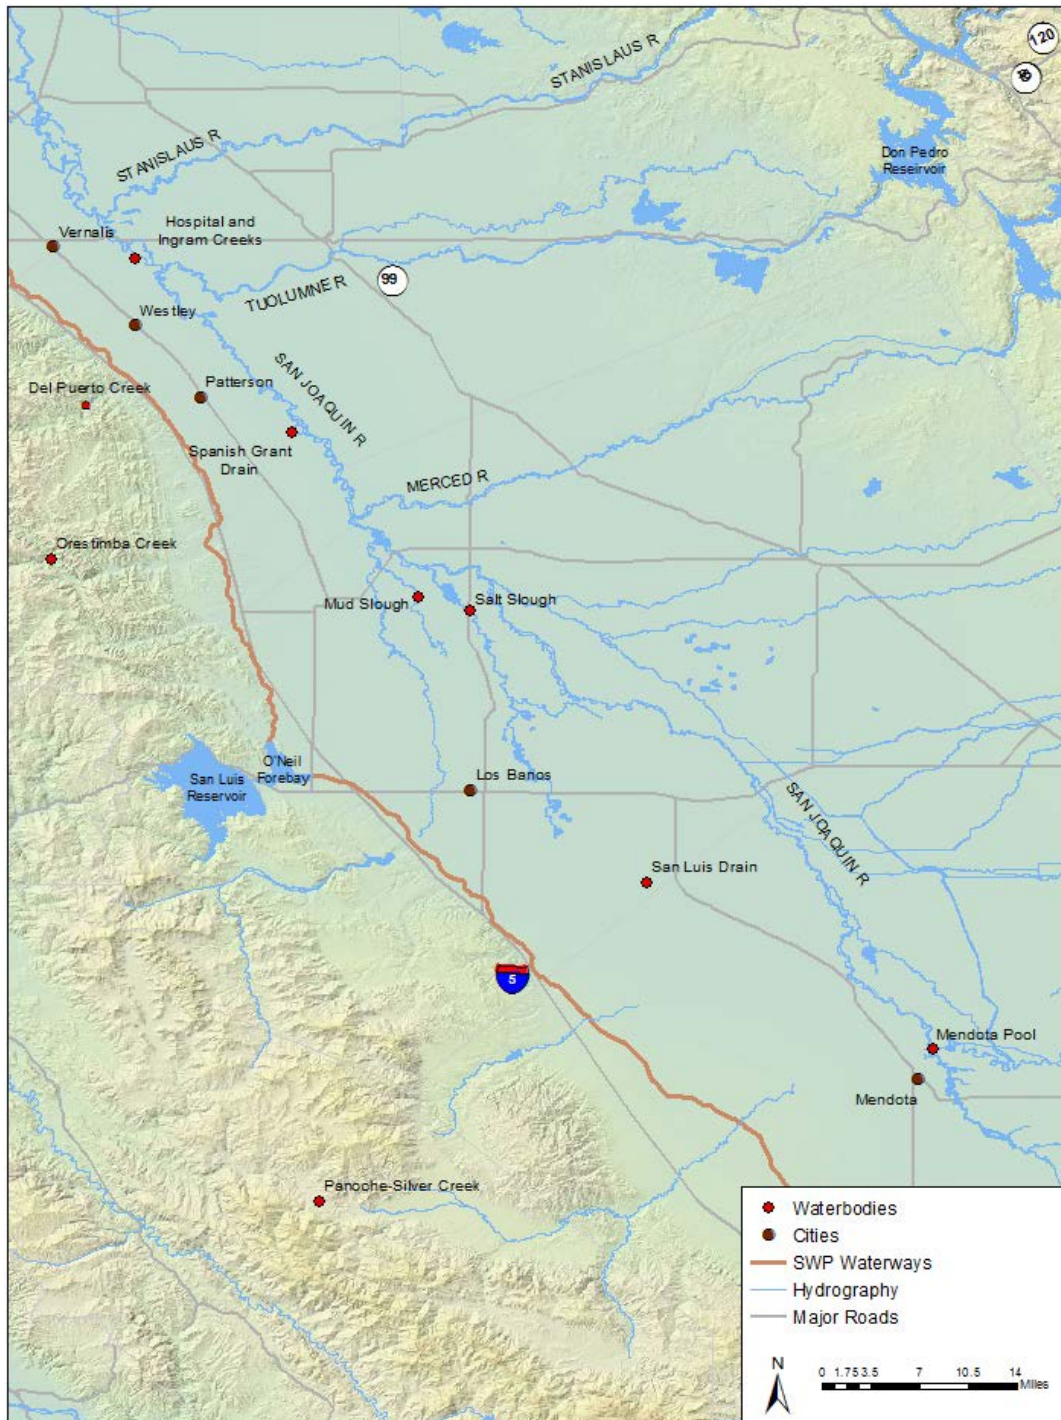 120
STANISLAUS R
Don Pedro
Reseirvoir
STANISLAUS R
Hospital and
Ingram Creeks
Vernalis
99
TUOLUMNE R
Westley
SAN JOAQUIN R
Patterson
Del Puerto Creek
Spanish Grant
Drain
MERCED R
Orestimba Creek
Mud Slough
Salt Slough
O'Neil
Forebay
San Luis
Reservoir
Los Banos
SAN JOAQUIN R
San Luis Drain
5
Mendota Pool
Mendota
Panoche-Silver Creek
Waterbodies
Cities
SWP Waterways
Hydrography
Major Roads
N
0 1.75 3.5 7 10.5 14
Miles